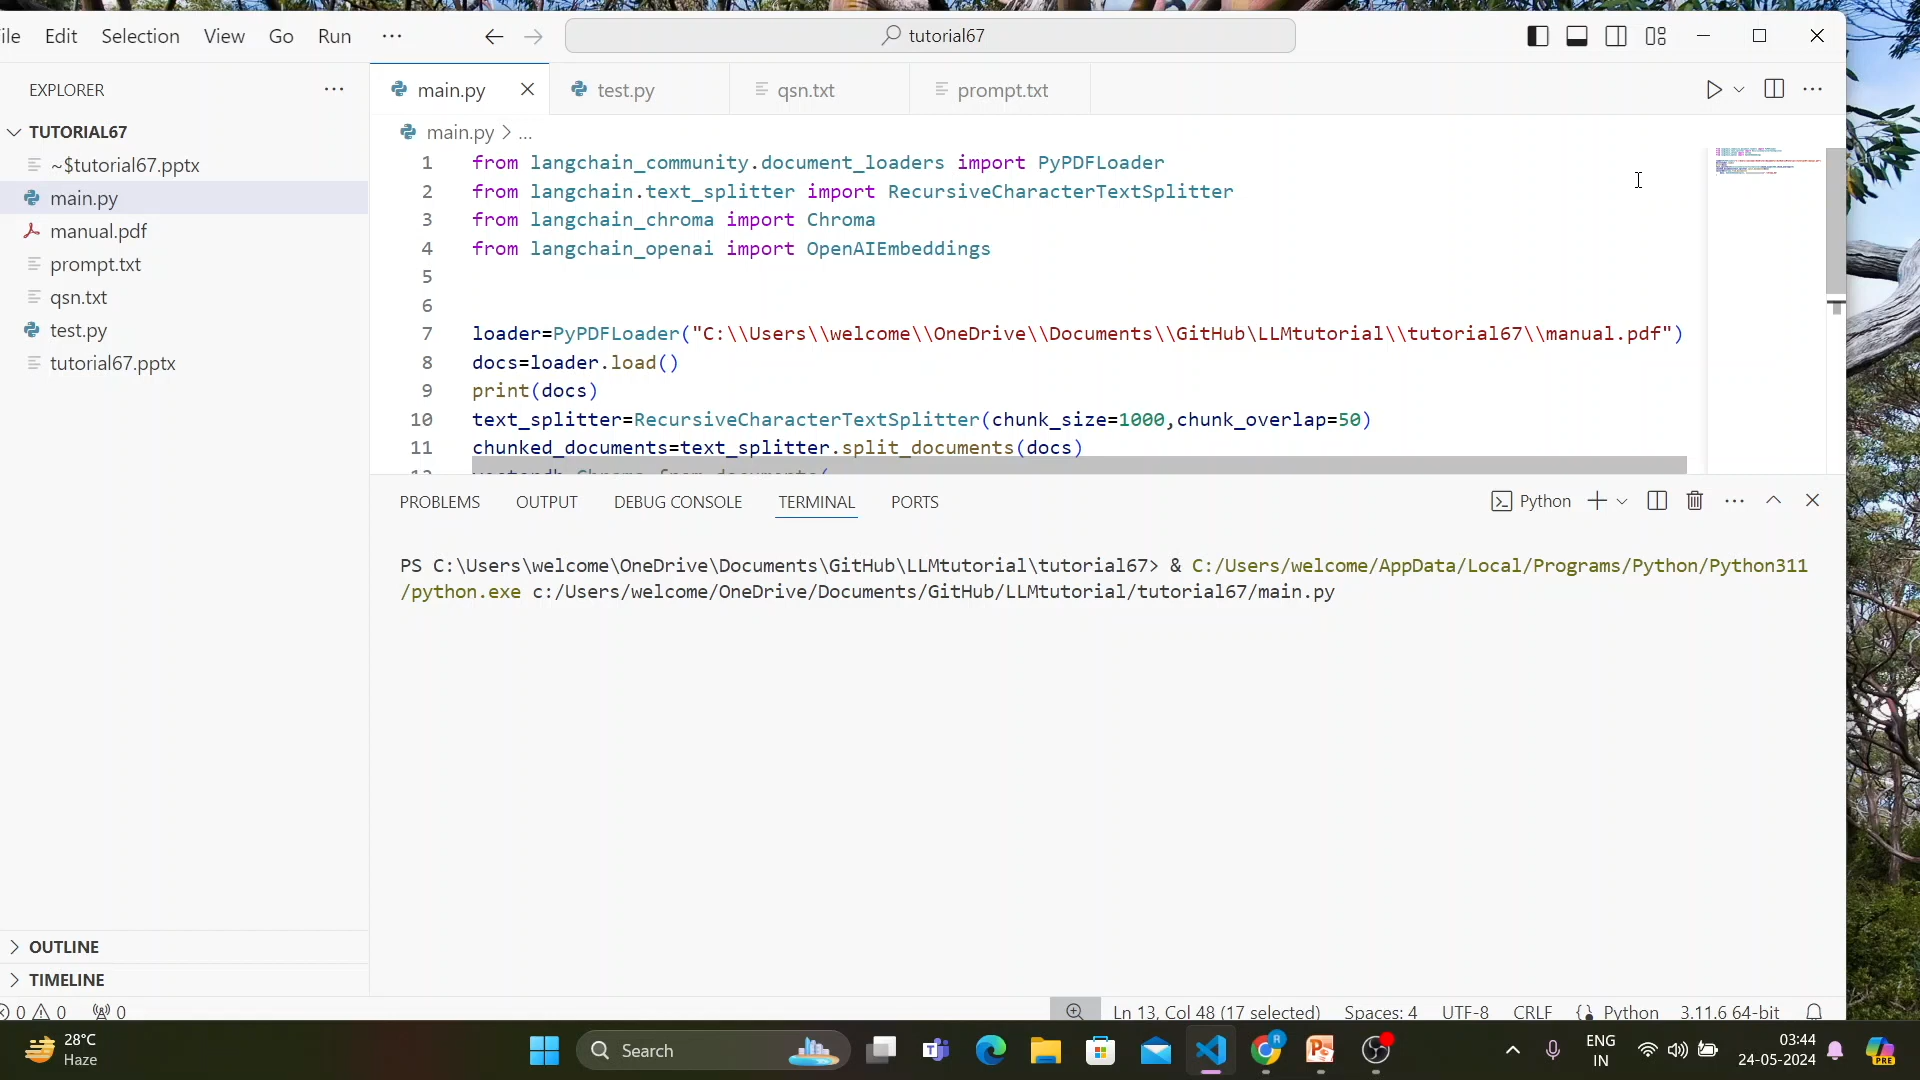 ile Edit Selection View Go Run ... tutorial67
EXPLORER
TUTORIAL67
~$tutorial67.pptx
main.py
manual.pdf
prompt.txt
qsn.txt
test.py
tutorial67.pptx
OUTLINE
TIMELINE
main.py test.py qsn.txt prompt.txt
main.py > ...
1 from langchain_community.document_loaders import PyPDFLoader
2 from langchain.text_splitter import RecursiveCharacterTextSplitter
3 from langchain_chroma import Chroma
4 from langchain_openai import OpenAIEmbeddings
5
6
7 loader=PyPDFLoader("C:\\Users\\welcome\\OneDrive\\Documents\\GitHub\LLMtutorial\\tutorial67\\manual.pdf")
8 docs=loader.load()
9 print(docs)
10 text_splitter=RecursiveCharacterTextSplitter(chunk_size=1000,chunk_overlap=50)
11 chunked_documents=text_splitter.split_documents(docs)
PROBLEMS OUTPUT DEBUG CONSOLE TERMINAL PORTS Python
PS C:\Users\welcome\OneDrive\Documents\GitHub\LLMtutorial\tutorial67> & C:/Users/welcome/AppData/Local/Programs/Python/Python311
/python.exe c:/Users/welcome/OneDrive/Documents/GitHub/LLMtutorial/tutorial67/main.py
0 0 0 Ln 13, Col 48 (17 selected) Spaces: 4 UTF-8 CRLF Python 3.11.6 64-bit
28°C
Haze
Search
ENG
IN
03:44
24-05-2024
PRE